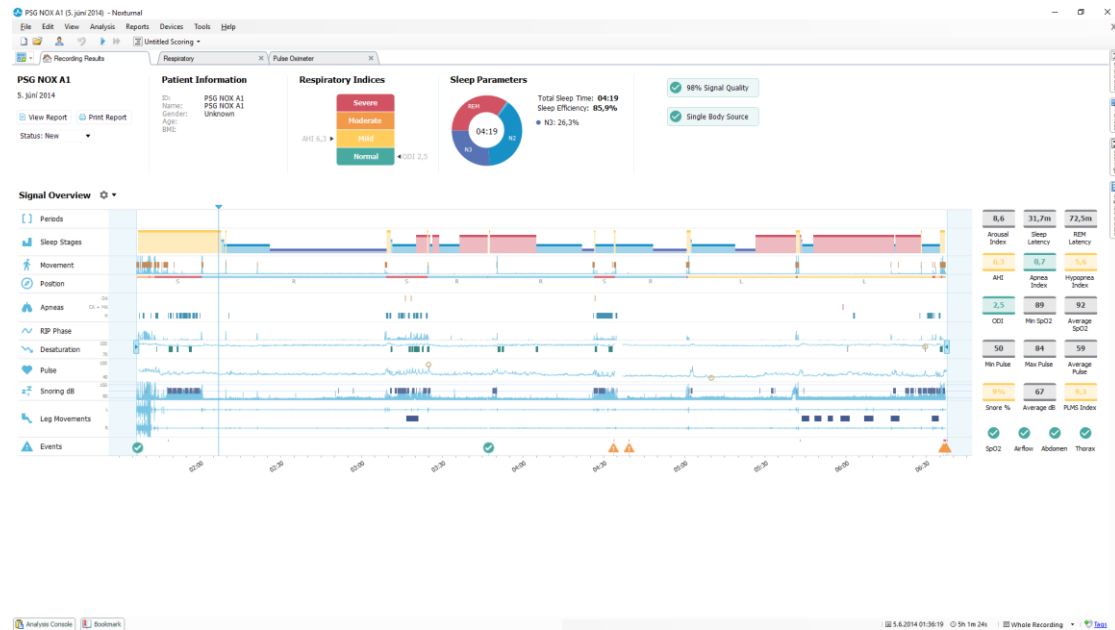 PSG NOX A1 (5. júní 2014) - Noxturnal
File Edit View Analysis Reports Devices Tools Help
Untitled Scoring
Recording Results Respiratory Pulse Oximeter
PSG NOX A1
5. júní 2014
View Report Print Report
Status: New
Patient Information
ID: PSG NOX A1
Name: PSG NOX A1
Gender: Unknown
Age:
BMI:
Respiratory Indices
Severe
Moderate
AHI 6,3 Mild
Normal ODI 2,5
Sleep Parameters
REM
04:19
N2
N3
Total Sleep Time: 04:19
Sleep Efficiency: 85,9%
N3: 26,3%
98% Signal Quality
Single Body Source
Signal Overview
Periods
Sleep Stages
Movement
Position
S R S R S R L L
Apneas
RIP Phase
Desaturation
100
70
Pulse
100
40
Snoring dB
100
Leg Movements
L
R
Events
02:00 02:30 03:00 03:30 04:00 04:30 05:00 05:30 06:00 06:30
8,6 31,7m 72,5m
Arousal Index Sleep Latency REM Latency
6,3 0,7 5,6
AHI Apnea Index Hypopnea Index
2,5 89 92
ODI Min SpO2 Average SpO2
50 84 59
Min Pulse Max Pulse Average Pulse
9% 67 9,3
Snore % Average dB PLMS Index
SpO2 Airflow Abdomen Thorax
Analysis Console Bookmark
5.6.2014 01:36:19 5h 1m 24s Whole Recording Tags